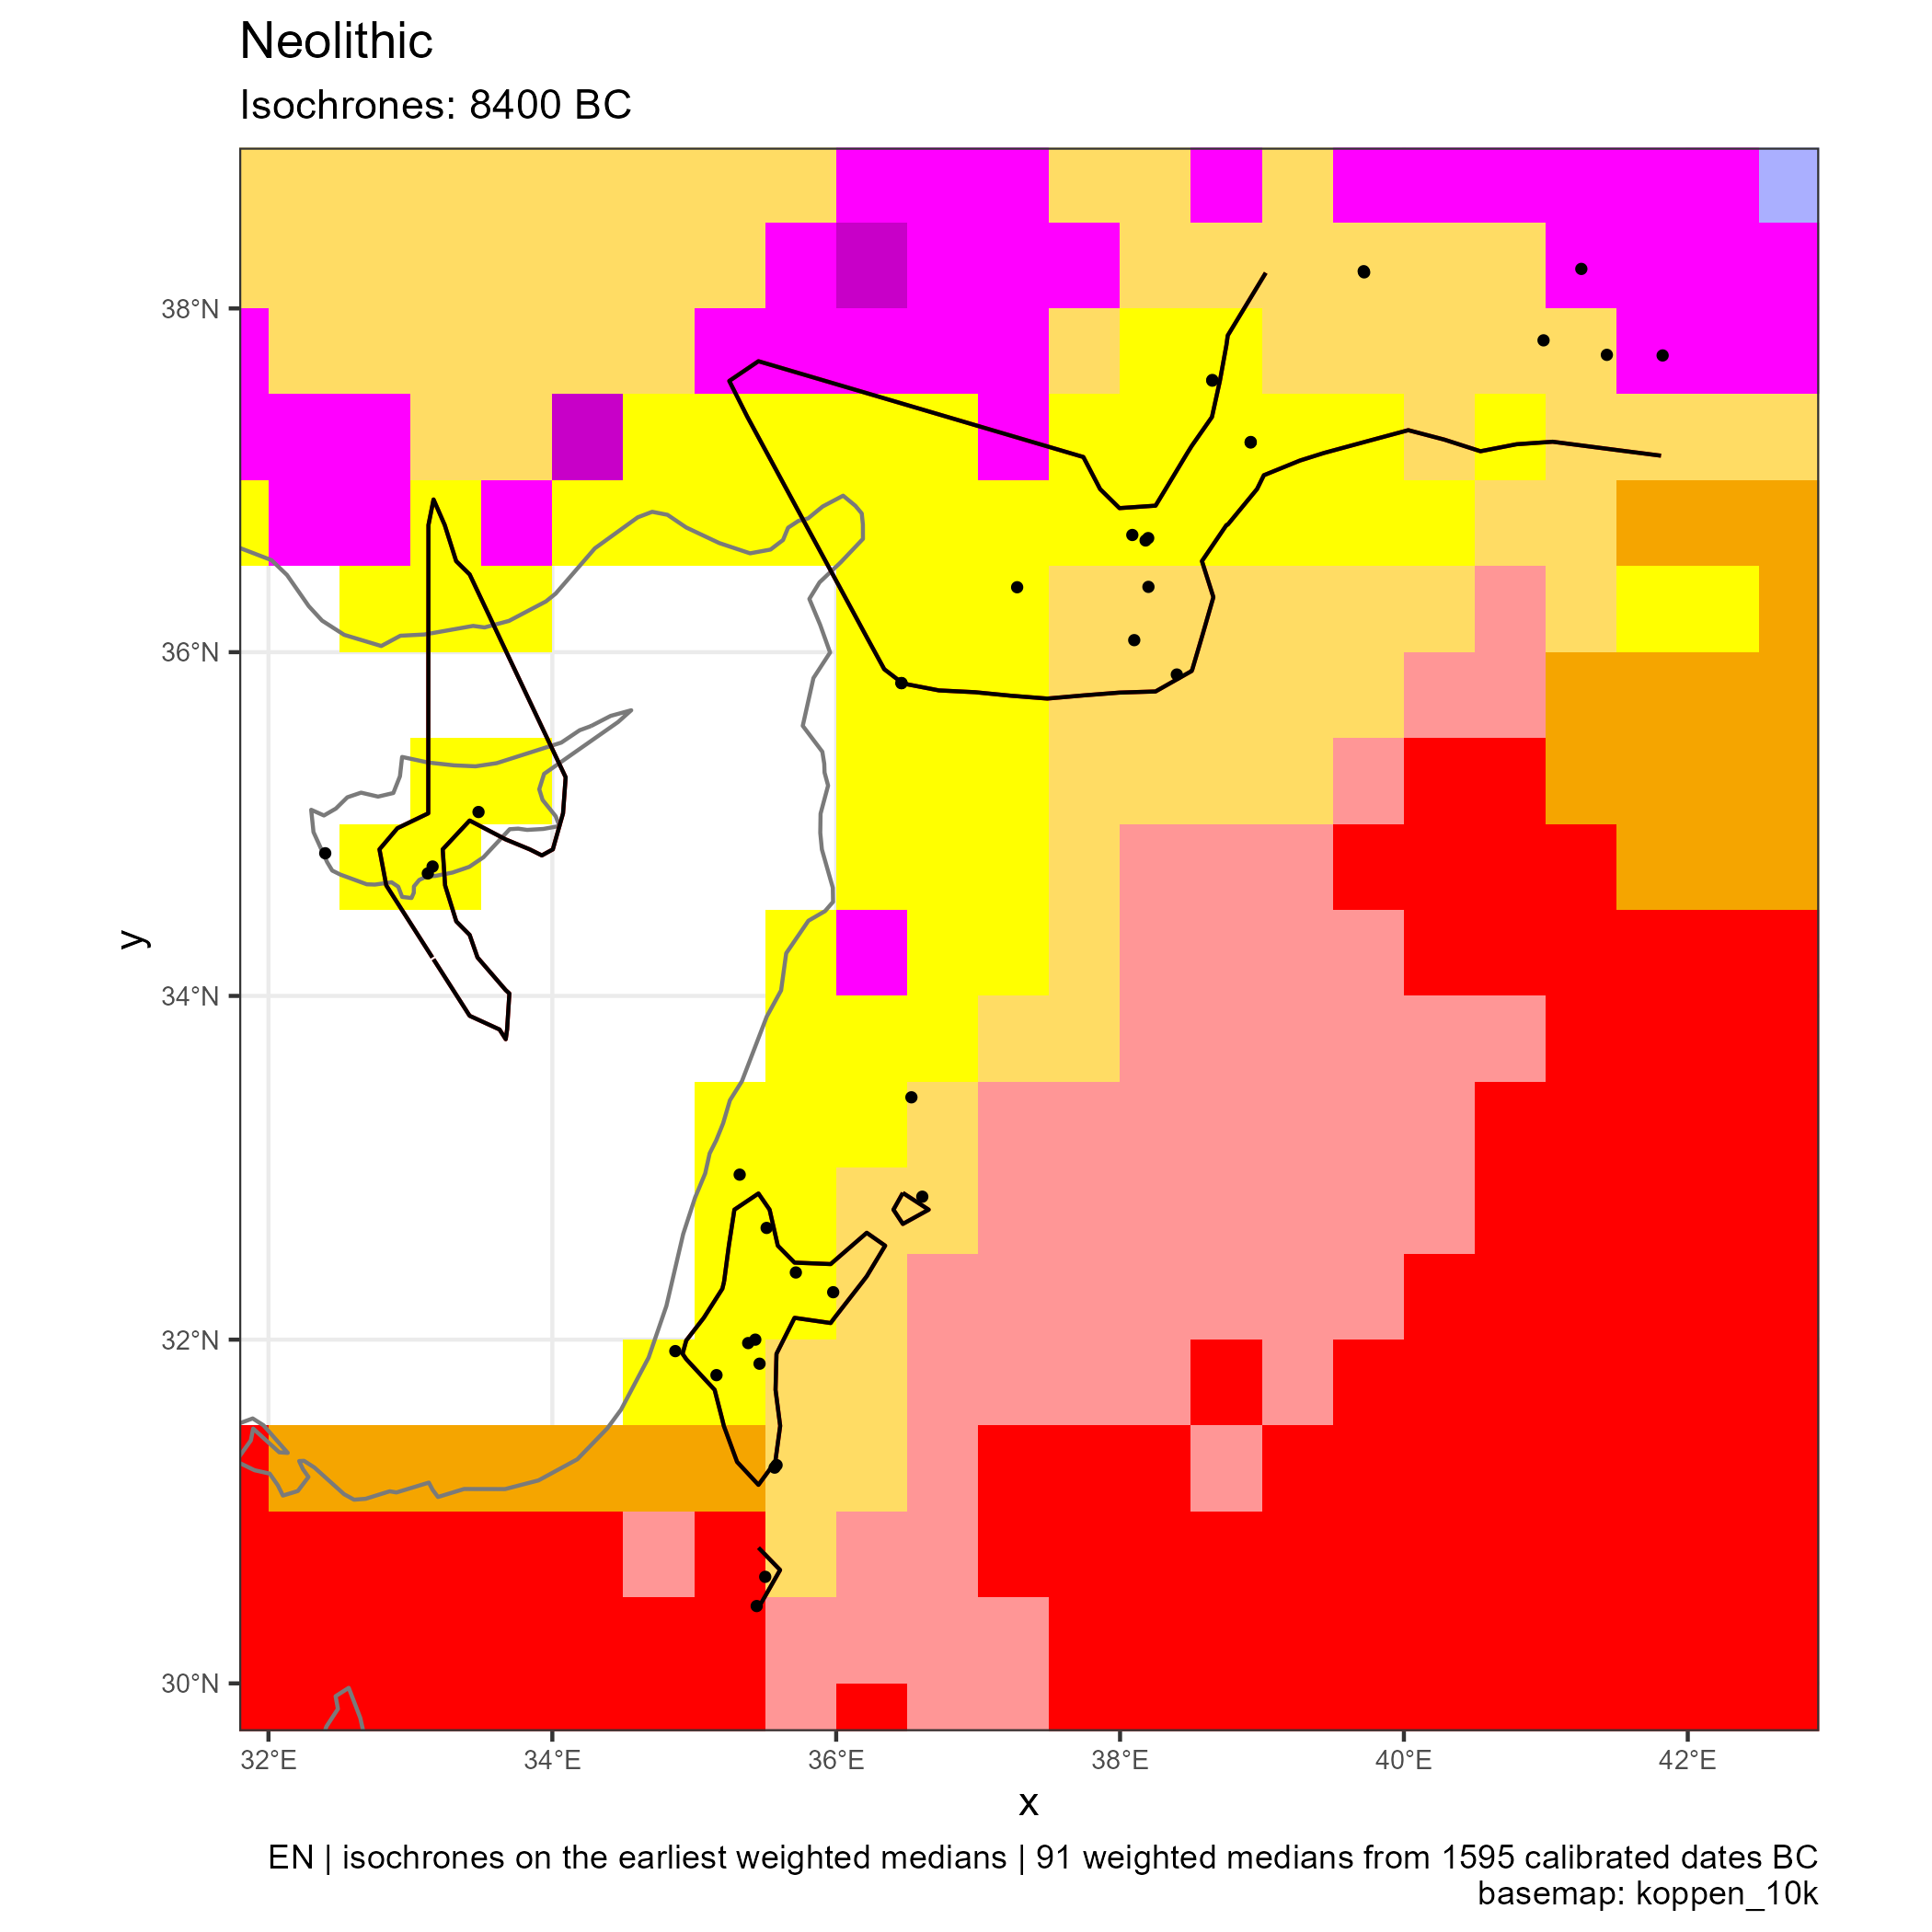 Neolithic
Isochrones: 8400 BC
38°N
36°N
34°N
32°N
30°N
y
32°E 34°E 36°E 38°E 40°E 42°E
x
EN | isochrones on the earliest weighted medians | 91 weighted medians from 1595 calibrated dates BC
basemap: koppen_10k